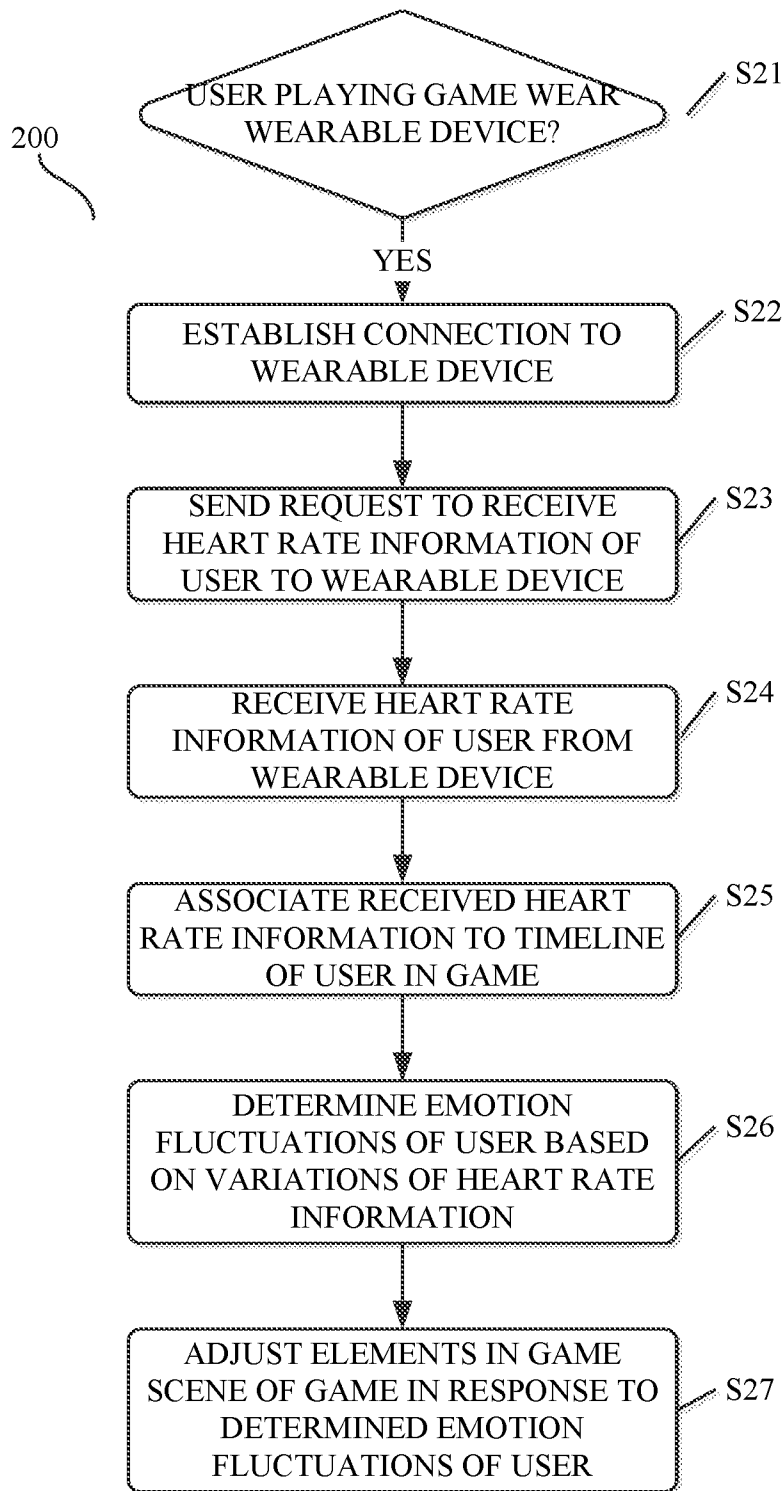 USER PLAYING GAME WEAR
WEARABLE DEVICE?
S21
200
YES
ESTABLISH CONNECTION TO
WEARABLE DEVICE
S22
SEND REQUEST TO RECEIVE
HEART RATE INFORMATION OF
USER TO WEARABLE DEVICE
S23
RECEIVE HEART RATE
INFORMATION OF USER FROM
WEARABLE DEVICE
S24
ASSOCIATE RECEIVED HEART
RATE INFORMATION TO TIMELINE
OF USER IN GAME
S25
DETERMINE EMOTION
FLUCTUATIONS OF USER BASED
ON VARIATIONS OF HEART RATE
INFORMATION
S26
ADJUST ELEMENTS IN GAME
SCENE OF GAME IN RESPONSE TO
DETERMINED EMOTION
FLUCTUATIONS OF USER
S27